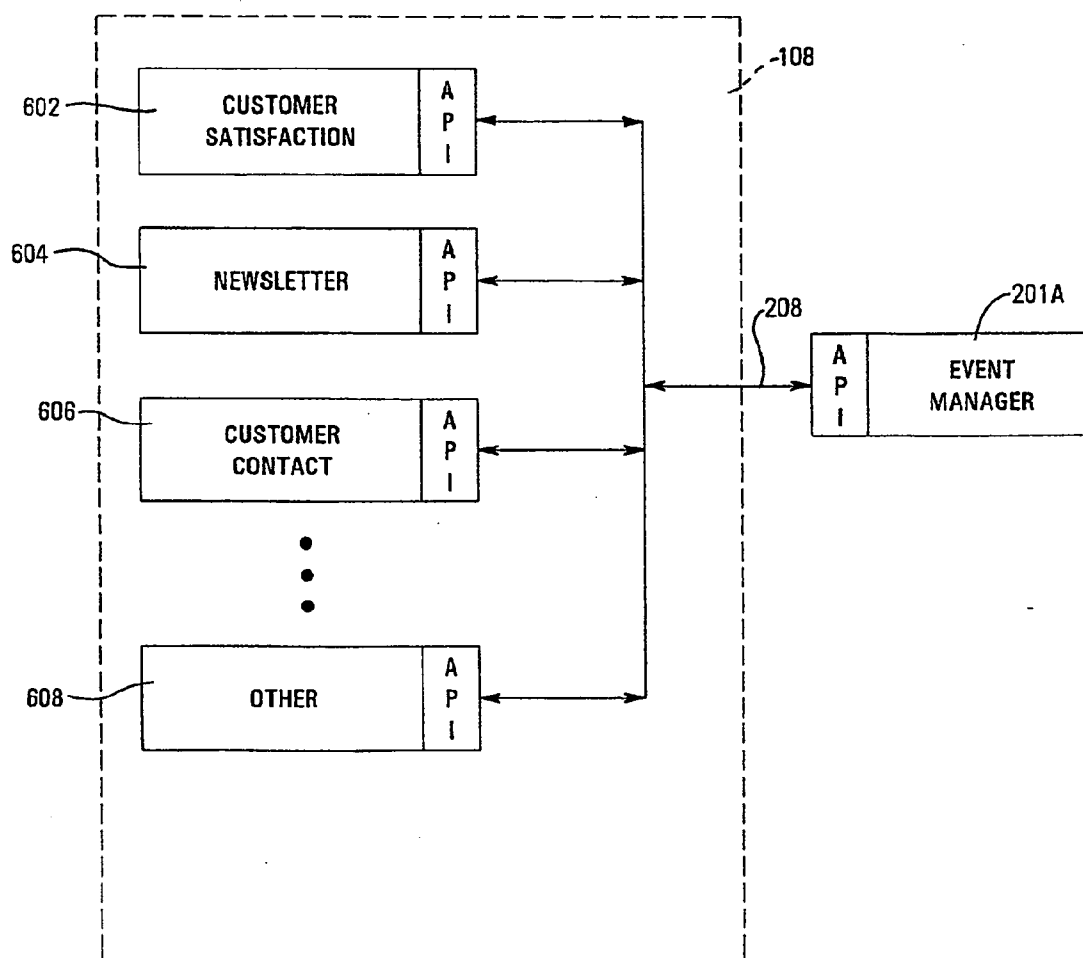 108
602
CUSTOMER
SATISFACTION
A
P
I
604
NEWSLETTER
A
P
I
208
201A
A
P
I
EVENT
MANAGER
606
CUSTOMER
CONTACT
A
P
I
608
OTHER
A
P
I